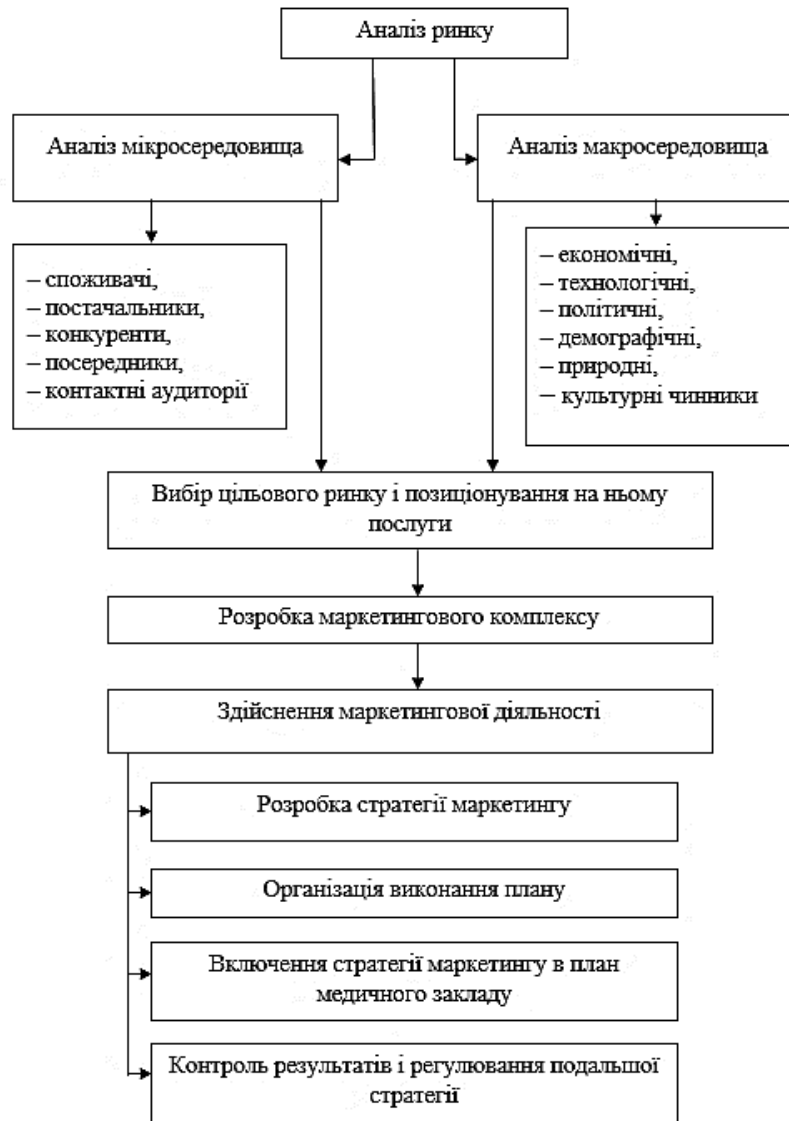 Аналіз ринку
Аналіз мікросередовища
Аналіз макросередовища
– споживачі,
– постачальники,
– конкуренти,
– посередники,
– контактні аудиторії
– економічні,
– технологічні,
– політичні,
– демографічні,
– природні,
– культурні чинники
Вибір цільового ринку і позиціонування на ньому
послуги
Розробка маркетингового комплексу
Здійснення маркетингової діяльності
Розробка стратегії маркетингу
Організація виконання плану
Включення стратегії маркетингу в план
медичного закладу
Контроль результатів і регулювання подальшої
стратегії